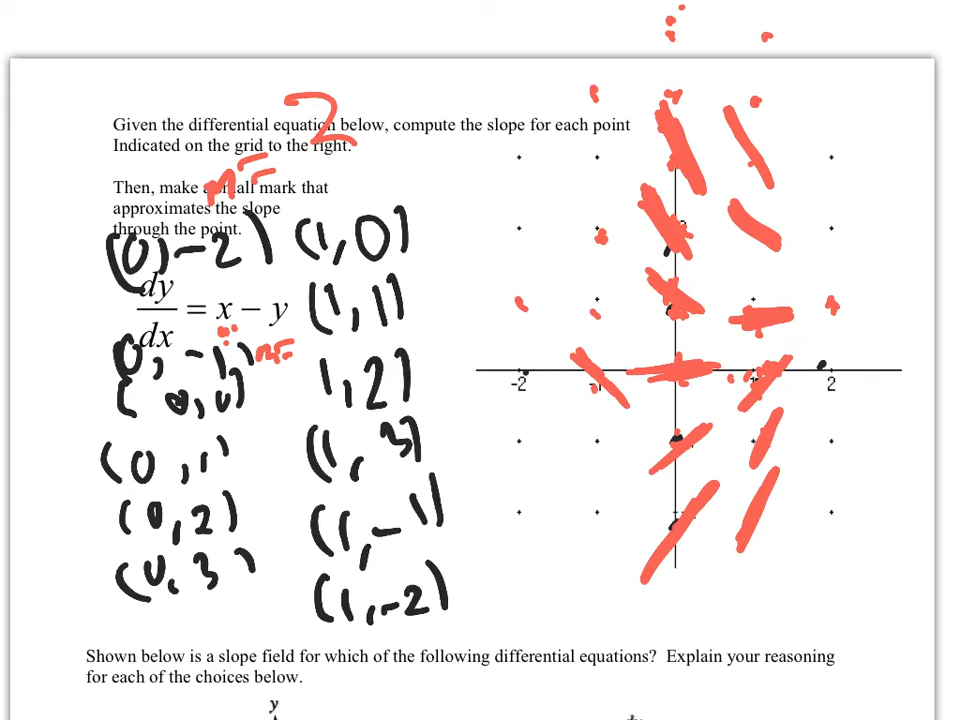 2
Given the differential equation below, compute the slope for each point
Indicated on the grid to the right.
Then, make a small mark that
approximates the slope
through the point.
m=
(0,-2) (1,0)
dy/dx = x - y
(1,1)
0,-1) m=
(0,0) 1,2)
(0,1) (1,3)
(0,2) (1,-1)
(0,3) (1,-2)
-2 -1 1 2
Shown below is a slope field for which of the following differential equations? Explain your reasoning
for each of the choices below.
y